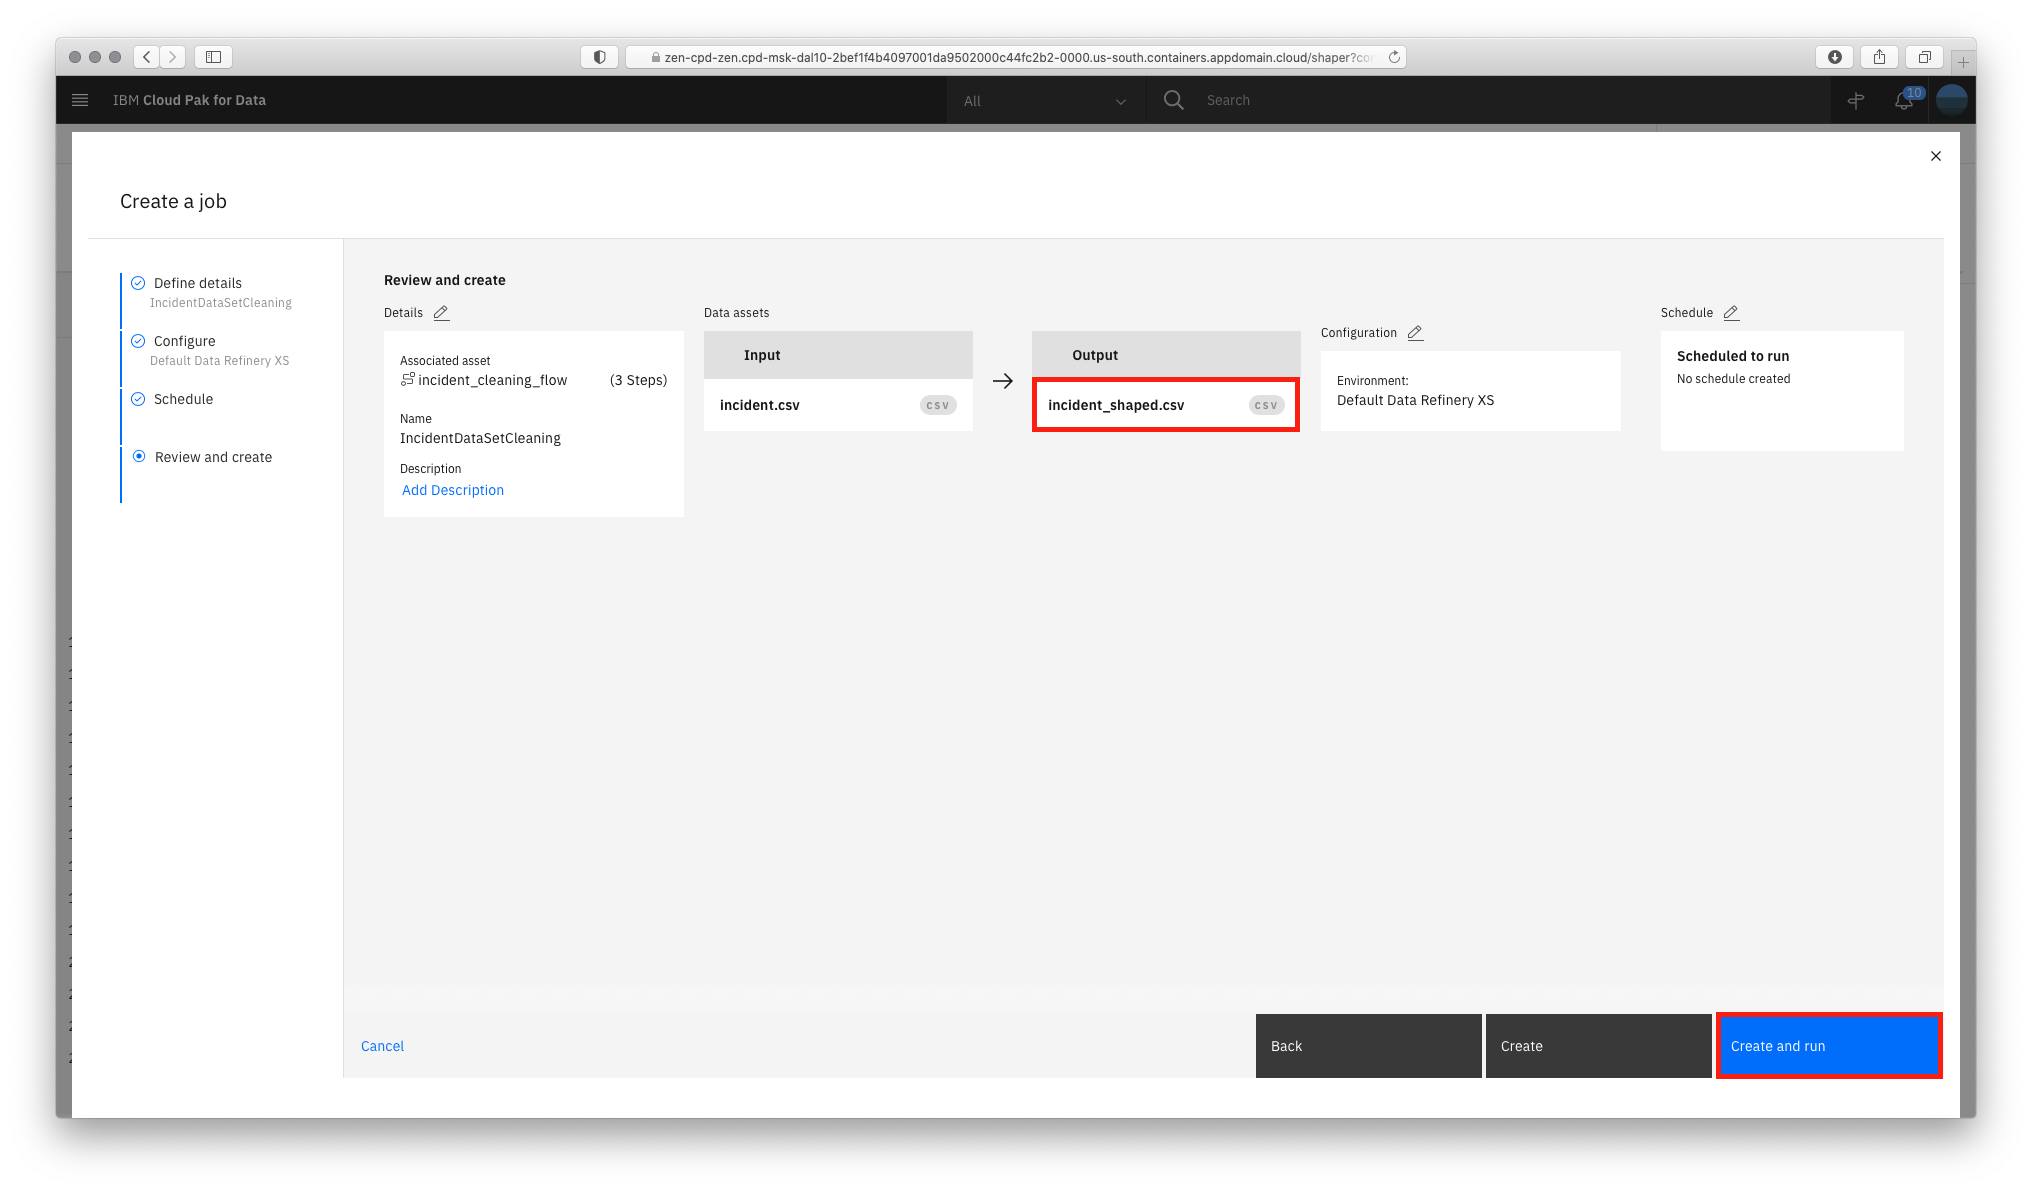 zen-cpd-zen.cpd-msk-dal10-2bef1f4b4097001da9502000c44fc2b2-0000.us-south.containers.appdomain.cloud/shaper?co
IBM Cloud Pak for Data
All
Search
10
Create a job
Define details
IncidentDataSetCleaning
Configure
Default Data Refinery XS
Schedule
Review and create
Review and create
Details
Associated asset
incident_cleaning_flow (3 Steps)
Name
IncidentDataSetCleaning
Description
Add Description
Data assets
Input
incident.csv CSV
Output
incident_shaped.csv CSV
Configuration
Environment:
Default Data Refinery XS
Schedule
Scheduled to run
No schedule created
Cancel
Back
Create
Create and run